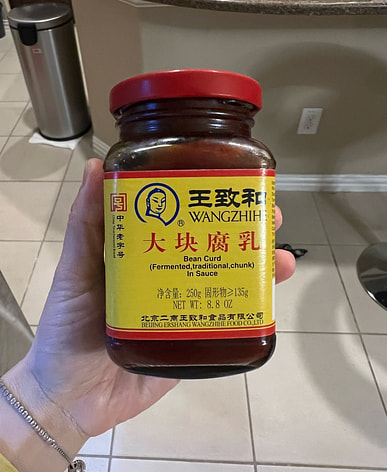 王致和
WANGZHIHE
®
中华老字号
大块腐乳
Bean Curd
(Fermented,traditional,chunk)
In Sauce
净含量: 250g 固形物≥135g
NET WT: 8.8 OZ
北京二商王致和食品有限公司
BEIJING ERSHANG WANGZHIHE FOOD CO.,LTD